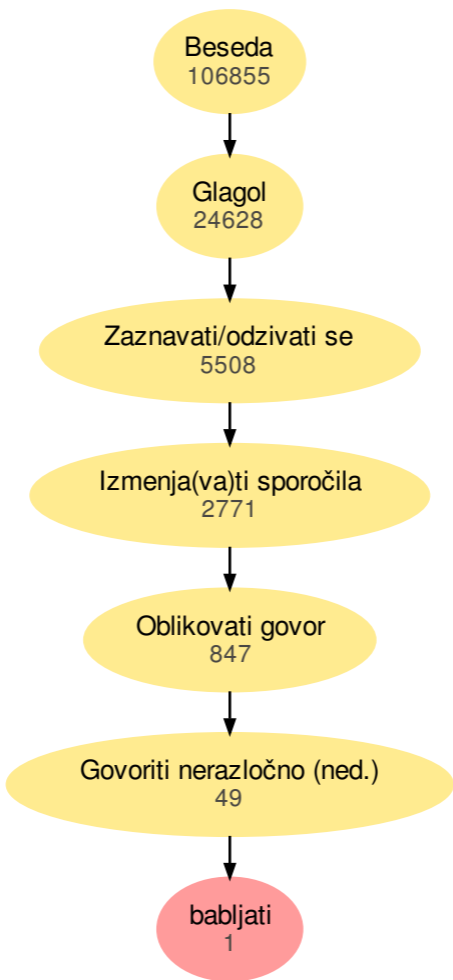 Beseda
106855
Glagol
24628
Zaznavati/odzivati se
5508
Izmenja(va)ti sporočila
2771
Oblikovati govor
847
Govoriti nerazločno (ned.)
49
babljati
1